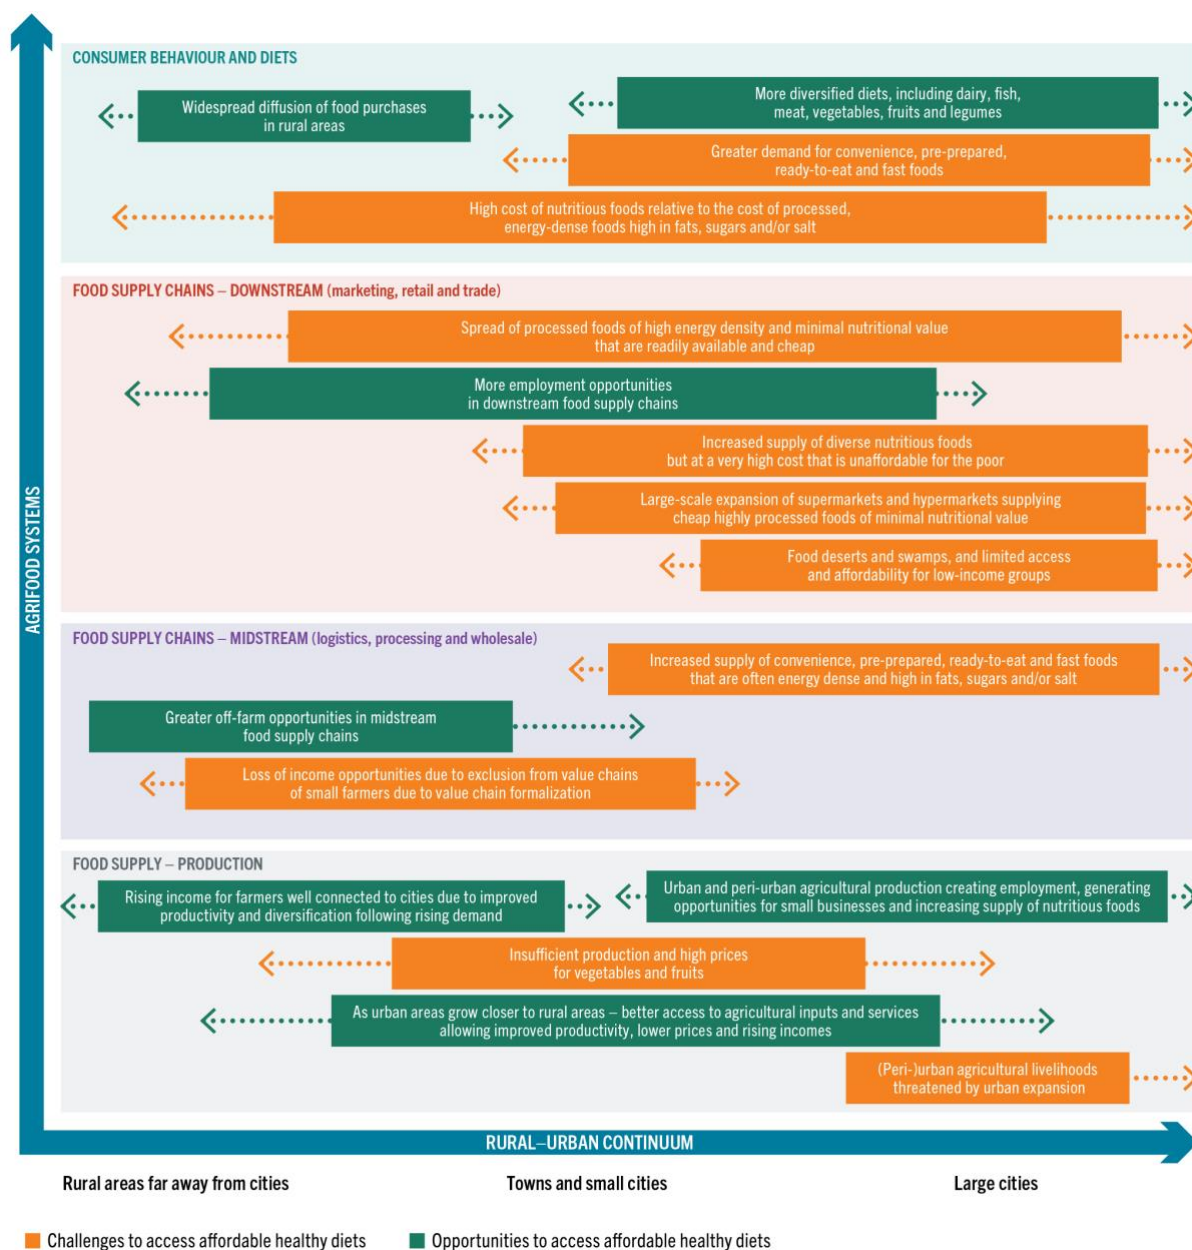 CONSUMER BEHAVIOUR AND DIETS
Widespread diffusion of food purchases
in rural areas
More diversified diets, including dairy, fish,
meat, vegetables, fruits and legumes
Greater demand for convenience, pre-prepared,
ready-to-eat and fast foods
High cost of nutritious foods relative to the cost of processed,
energy-dense foods high in fats, sugars and/or salt
FOOD SUPPLY CHAINS – DOWNSTREAM (marketing, retail and trade)
Spread of processed foods of high energy density and minimal nutritional value
that are readily available and cheap
More employment opportunities
in downstream food supply chains
Increased supply of diverse nutritious foods
but at a very high cost that is unaffordable for the poor
Large-scale expansion of supermarkets and hypermarkets supplying
cheap highly processed foods of minimal nutritional value
Food deserts and swamps, and limited access
and affordability for low-income groups
AGRIFOOD SYSTEMS
FOOD SUPPLY CHAINS – MIDSTREAM (logistics, processing and wholesale)
Increased supply of convenience, pre-prepared, ready-to-eat and fast foods
that are often energy dense and high in fats, sugars and/or salt
Greater off-farm opportunities in midstream
food supply chains
Loss of income opportunities due to exclusion from value chains
of small farmers due to value chain formalization
FOOD SUPPLY – PRODUCTION
Rising income for farmers well connected to cities due to improved
productivity and diversification following rising demand
Urban and peri-urban agricultural production creating employment, generating
opportunities for small businesses and increasing supply of nutritious foods
Insufficient production and high prices
for vegetables and fruits
As urban areas grow closer to rural areas – better access to agricultural inputs and services
allowing improved productivity, lower prices and rising incomes
(Peri-)urban agricultural livelihoods
threatened by urban expansion
RURAL–URBAN CONTINUUM
Rural areas far away from cities
Towns and small cities
Large cities
Challenges to access affordable healthy diets
Opportunities to access affordable healthy diets